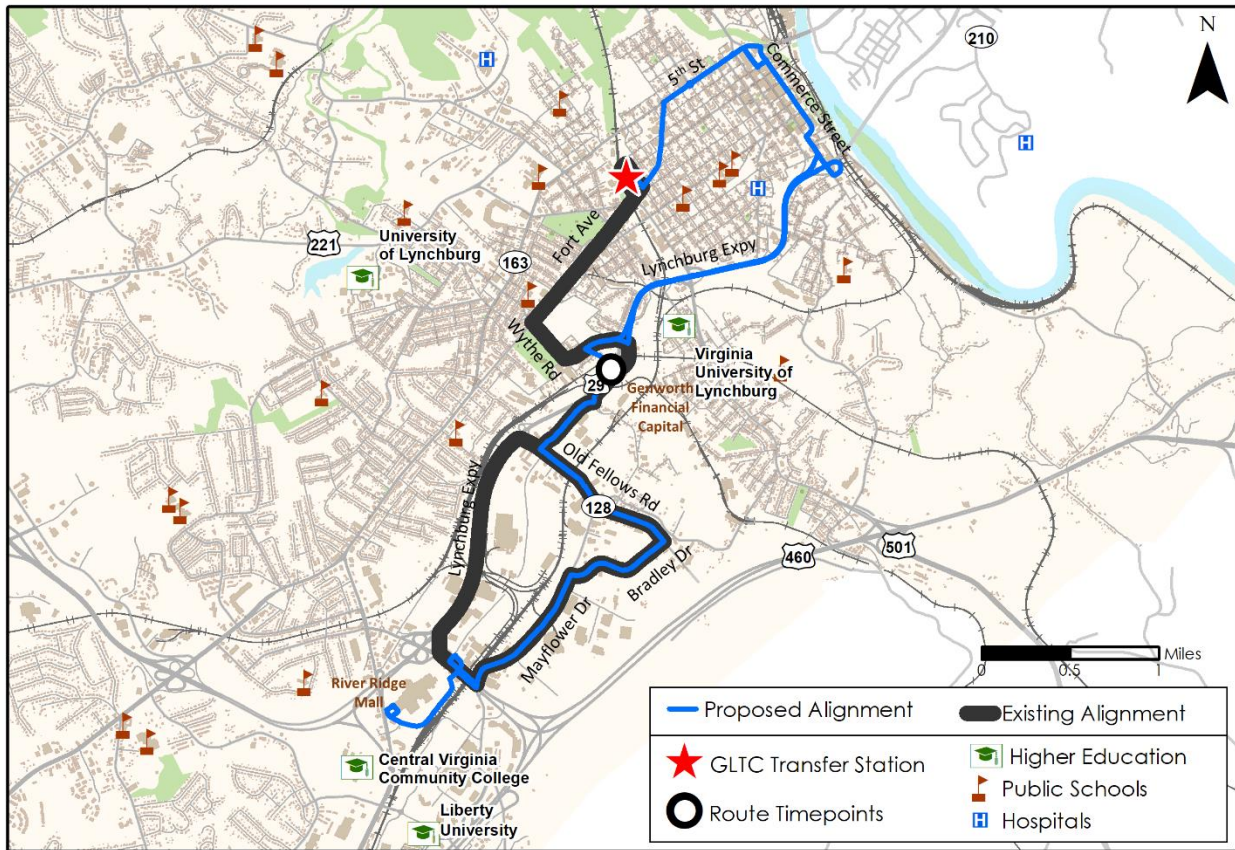 N
210
5th St
Commerce Street
Fort Ave
221
University
of Lynchburg
163
Lynchburg Expy
Wythe Rd
Virginia
University of
Lynchburg
29
Genworth
Financial
Capital
Old Fellows Rd
Lynchburg Expy
128
Bradley Dr
460
501
Mayflower Dr
Miles
0
0.5
1
River Ridge
Mall
Central Virginia
Community College
Liberty
University
Proposed Alignment
Existing Alignment
GLTC Transfer Station
Higher Education
Public Schools
Route Timepoints
H Hospitals
H
H
H